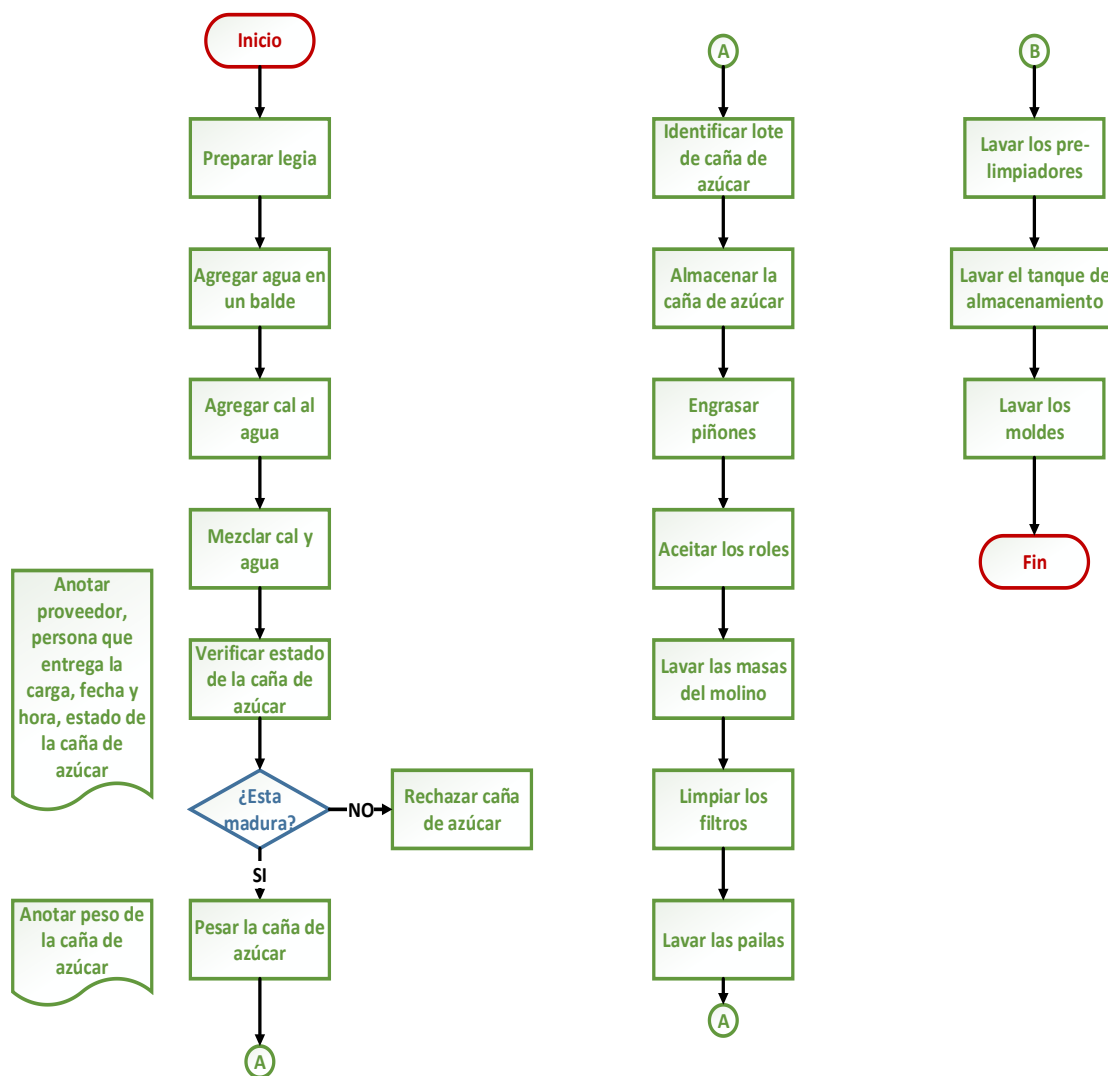 Inicio
Preparar legia
Agregar agua en
un balde
Agregar cal al
agua
Mezclar cal y
agua
Anotar
proveedor,
persona que
entrega la
carga, fecha y
hora, estado de
la caña de
azúcar
Verificar estado
de la caña de
azúcar
¿Esta
madura?
NO
Rechazar caña
de azúcar
SI
Anotar peso de
la caña de
azúcar
Pesar la caña de
azúcar
A
A
Identificar lote
de caña de
azúcar
Almacenar la
caña de azúcar
Engrasar
piñones
Aceitar los roles
Lavar las masas
del molino
Limpiar los
filtros
Lavar las pailas
A
B
Lavar los pre-
limpiadores
Lavar el tanque de
almacenamiento
Lavar los
moldes
Fin